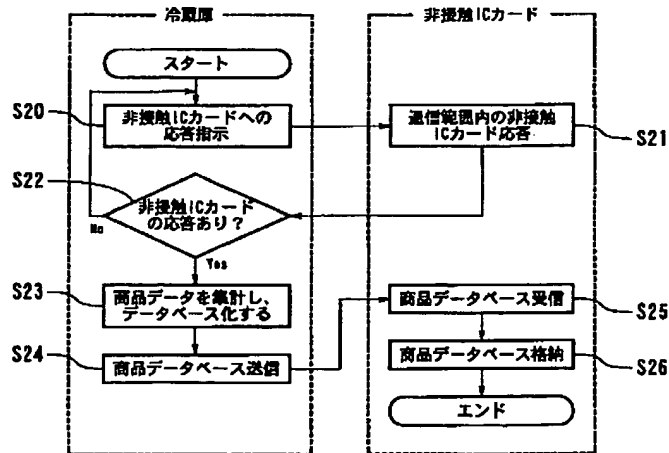 冷蔵庫
非接触ICカード
スタート
S20
非接触ICカードへの
応答指示
通信範囲内の非接触
ICカード応答
S21
S22
非接触ICカード
の応答あり?
No
Yes
S23
商品データを集計し、
データベース化する
商品データベース受信
S25
S24
商品データベース送信
商品データベース格納
S26
エンド